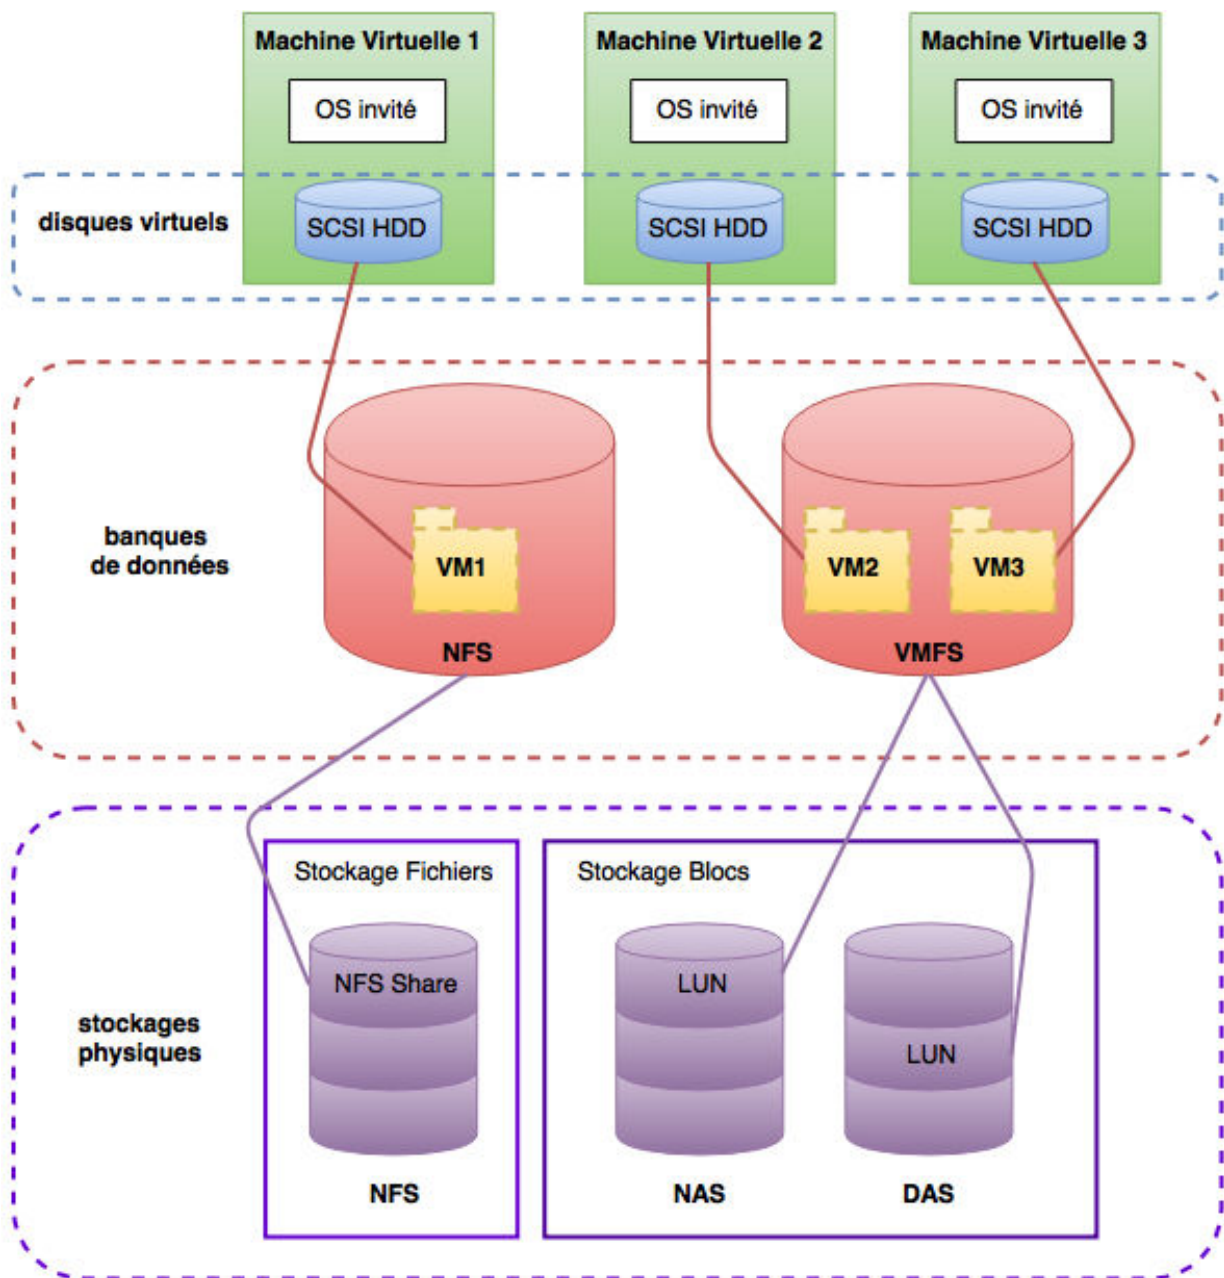 Machine Virtuelle 1
Machine Virtuelle 2
Machine Virtuelle 3
OS invité
OS invité
OS invité
disques virtuels
SCSI HDD
SCSI HDD
SCSI HDD
banques
de données
VM1
VM2
VM3
NFS
VMFS
Stockage Fichiers
Stockage Blocs
NFS Share
LUN
stockages
physiques
LUN
NFS
NAS
DAS